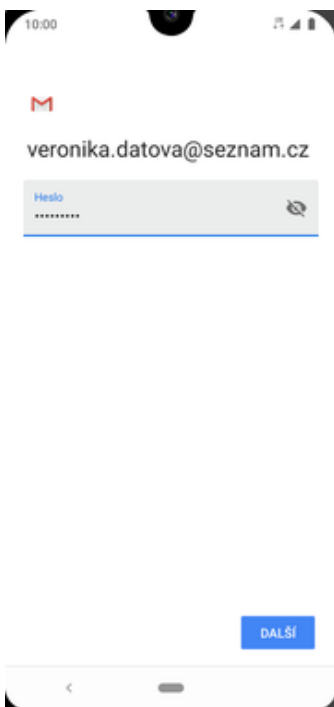 10:00
veronika.datova@seznam.cz
Heslo
•••••••••
DALŠÍ